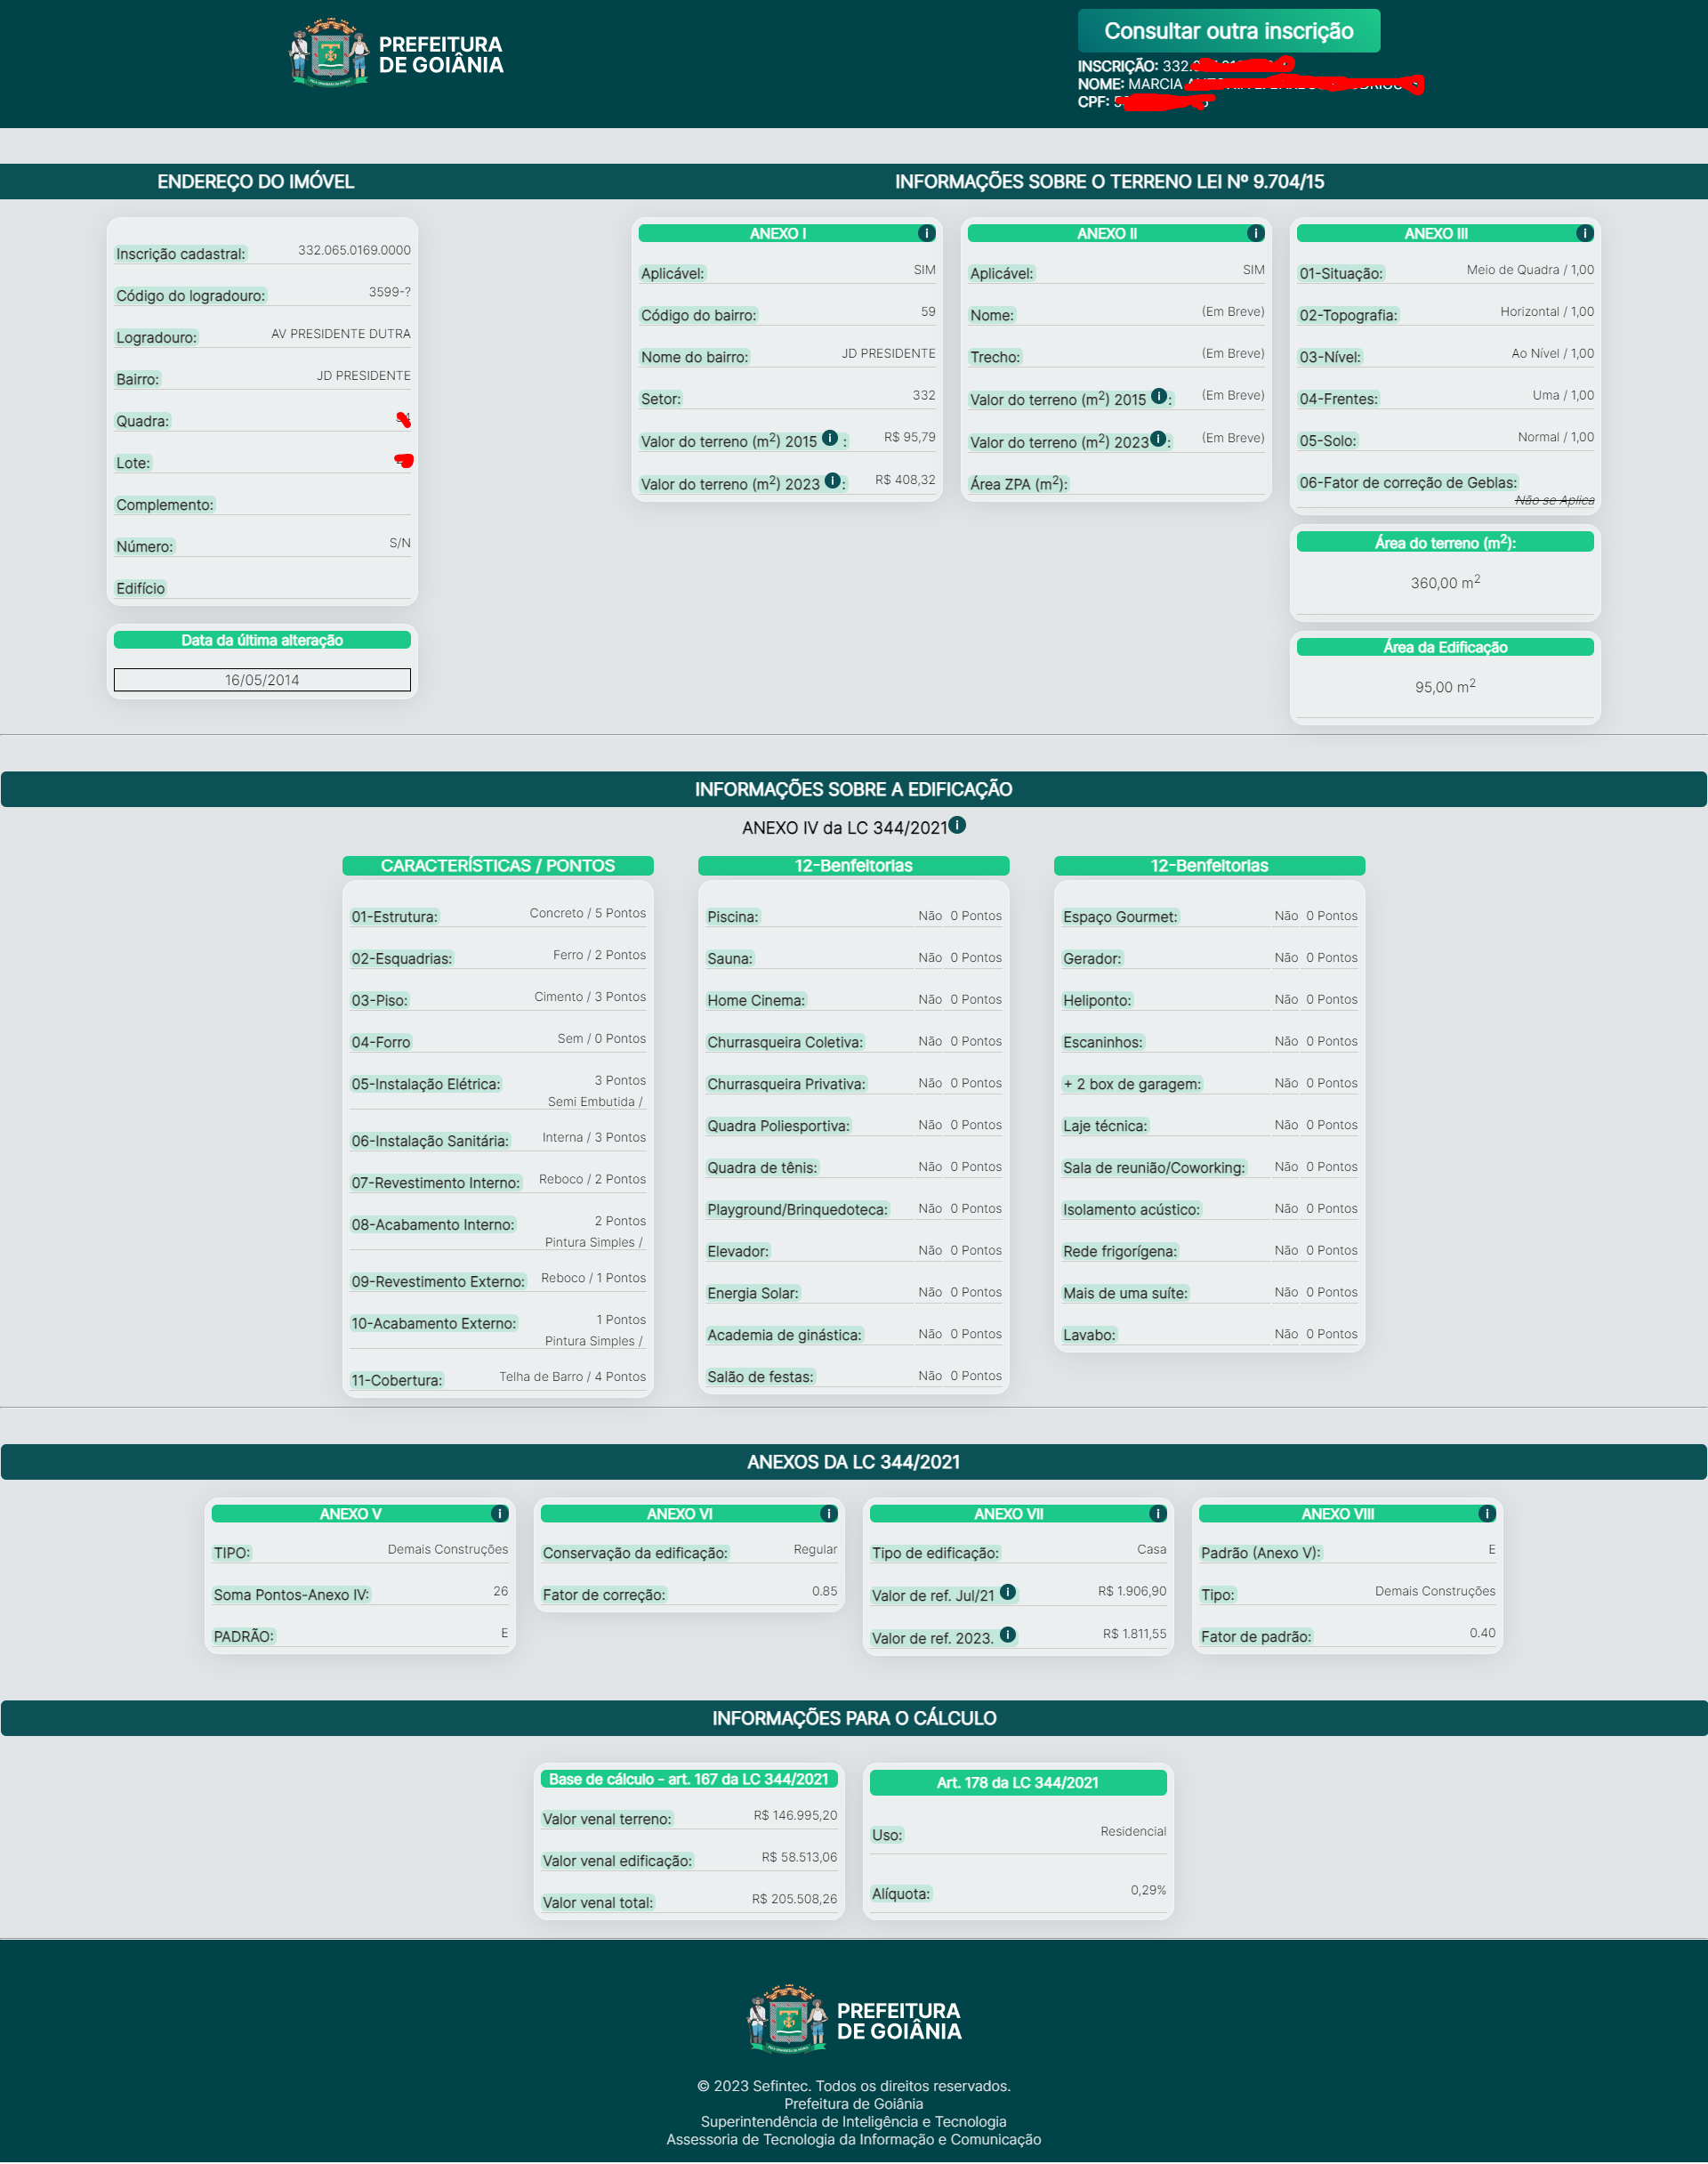 PREFEITURA
DE GOIÂNIA
Consultar outra inscrição
INSCRIÇÃO: 332.
NOME: MARCIA
CPF:
ENDEREÇO DO IMÓVEL
Inscrição cadastral: 332.065.0169.0000
Código do logradouro: 3599-?
Logradouro: AV PRESIDENTE DUTRA
Bairro: JD PRESIDENTE
Quadra:
Lote:
Complemento:
Número: S/N
Edifício
Data da última alteração
16/05/2014
INFORMAÇÕES SOBRE O TERRENO LEI Nº 9.704/15
ANEXO I i
Aplicável: SIM
Código do bairro: 59
Nome do bairro: JD PRESIDENTE
Setor: 332
Valor do terreno (m²) 2015 i : R$ 95,79
Valor do terreno (m²) 2023 i : R$ 408,32
ANEXO II i
Aplicável: SIM
Nome: (Em Breve)
Trecho: (Em Breve)
Valor do terreno (m²) 2015 i : (Em Breve)
Valor do terreno (m²) 2023 i : (Em Breve)
Área ZPA (m²):
ANEXO III i
01-Situação: Meio de Quadra / 1,00
02-Topografia: Horizontal / 1,00
03-Nível: Ao Nível / 1,00
04-Frentes: Uma / 1,00
05-Solo: Normal / 1,00
06-Fator de correção de Geblas:
Não se Aplica
Área do terreno (m²):
360,00 m²
Área da Edificação
95,00 m²
INFORMAÇÕES SOBRE A EDIFICAÇÃO
ANEXO IV da LC 344/2021 i
CARACTERÍSTICAS / PONTOS
01-Estrutura: Concreto / 5 Pontos
02-Esquadrias: Ferro / 2 Pontos
03-Piso: Cimento / 3 Pontos
04-Forro Sem / 0 Pontos
05-Instalação Elétrica: 3 Pontos
Semi Embutida /
06-Instalação Sanitária: Interna / 3 Pontos
07-Revestimento Interno: Reboco / 2 Pontos
08-Acabamento Interno: 2 Pontos
Pintura Simples /
09-Revestimento Externo: Reboco / 1 Pontos
10-Acabamento Externo: 1 Pontos
Pintura Simples /
11-Cobertura: Telha de Barro / 4 Pontos
12-Benfeitorias
Piscina: Não 0 Pontos
Sauna: Não 0 Pontos
Home Cinema: Não 0 Pontos
Churrasqueira Coletiva: Não 0 Pontos
Churrasqueira Privativa: Não 0 Pontos
Quadra Poliesportiva: Não 0 Pontos
Quadra de tênis: Não 0 Pontos
Playground/Brinquedoteca: Não 0 Pontos
Elevador: Não 0 Pontos
Energia Solar: Não 0 Pontos
Academia de ginástica: Não 0 Pontos
Salão de festas: Não 0 Pontos
12-Benfeitorias
Espaço Gourmet: Não 0 Pontos
Gerador: Não 0 Pontos
Heliponto: Não 0 Pontos
Escaninhos: Não 0 Pontos
+ 2 box de garagem: Não 0 Pontos
Laje técnica: Não 0 Pontos
Sala de reunião/Coworking: Não 0 Pontos
Isolamento acústico: Não 0 Pontos
Rede frigorígena: Não 0 Pontos
Mais de uma suíte: Não 0 Pontos
Lavabo: Não 0 Pontos
ANEXOS DA LC 344/2021
ANEXO V i
TIPO: Demais Construções
Soma Pontos-Anexo IV: 26
PADRÃO: E
ANEXO VI i
Conservação da edificação: Regular
Fator de correção: 0.85
ANEXO VII i
Tipo de edificação: Casa
Valor de ref. Jul/21 i R$ 1.906,90
Valor de ref. 2023. i R$ 1.811,55
ANEXO VIII i
Padrão (Anexo V): E
Tipo: Demais Construções
Fator de padrão: 0.40
INFORMAÇÕES PARA O CÁLCULO
Base de cálculo - art. 167 da LC 344/2021
Valor venal terreno: R$ 146.995,20
Valor venal edificação: R$ 58.513,06
Valor venal total: R$ 205.508,26
Art. 178 da LC 344/2021
Uso: Residencial
Alíquota: 0,29%
PREFEITURA
DE GOIÂNIA
© 2023 Sefintec. Todos os direitos reservados.
Prefeitura de Goiânia
Superintendência de Inteligência e Tecnologia
Assessoria de Tecnologia da Informação e Comunicação